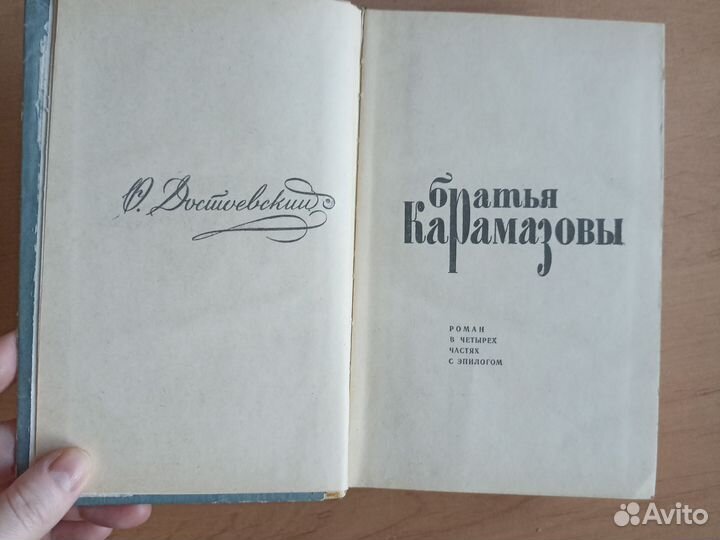 Ф. Достоевский
братья
Карамазовы
РОМАН
В ЧЕТЫРЕХ
ЧАСТЯХ
С ЭПИЛОГОМ
Avito